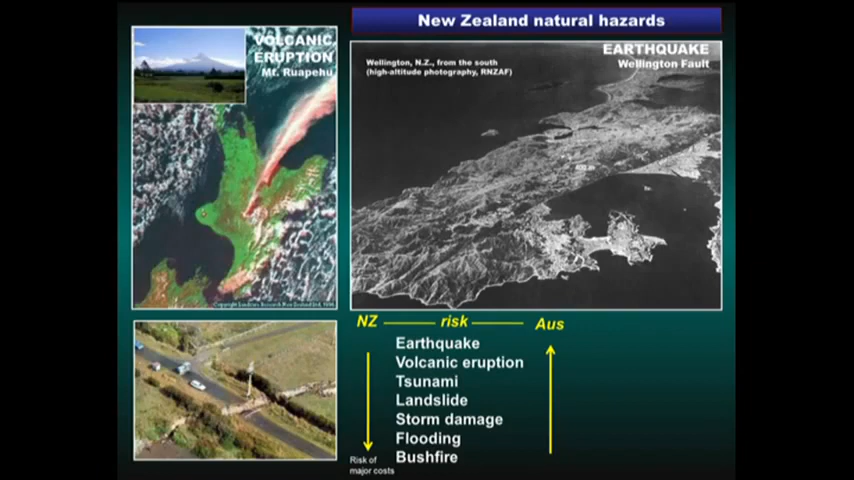 New Zealand natural hazards
VOLCANIC
ERUPTION
Mt. Ruapehu
Wellington, N.Z., from the south
(high-altitude photography, RNZAF)
EARTHQUAKE
Wellington Fault
NZ risk Aus
Earthquake
Volcanic eruption
Tsunami
Landslide
Storm damage
Flooding
Bushfire
Risk of
major costs